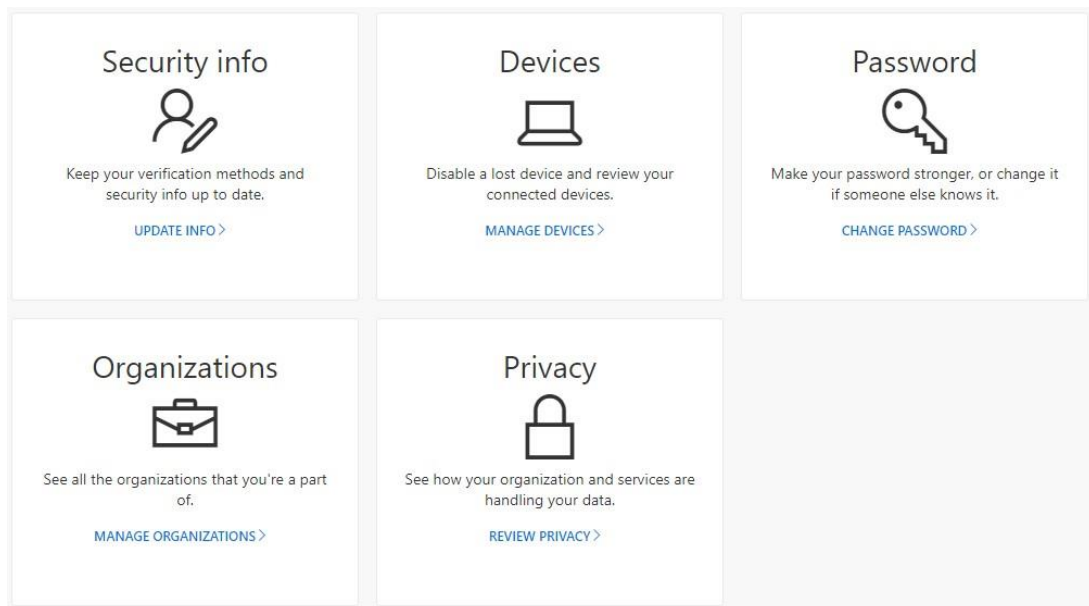 Security info
Keep your verification methods and
security info up to date.
UPDATE INFO >
Devices
Disable a lost device and review your
connected devices.
MANAGE DEVICES >
Password
Make your password stronger, or change it
if someone else knows it.
CHANGE PASSWORD >
Organizations
See all the organizations that you're a part
of.
MANAGE ORGANIZATIONS >
Privacy
See how your organization and services are
handling your data.
REVIEW PRIVACY >